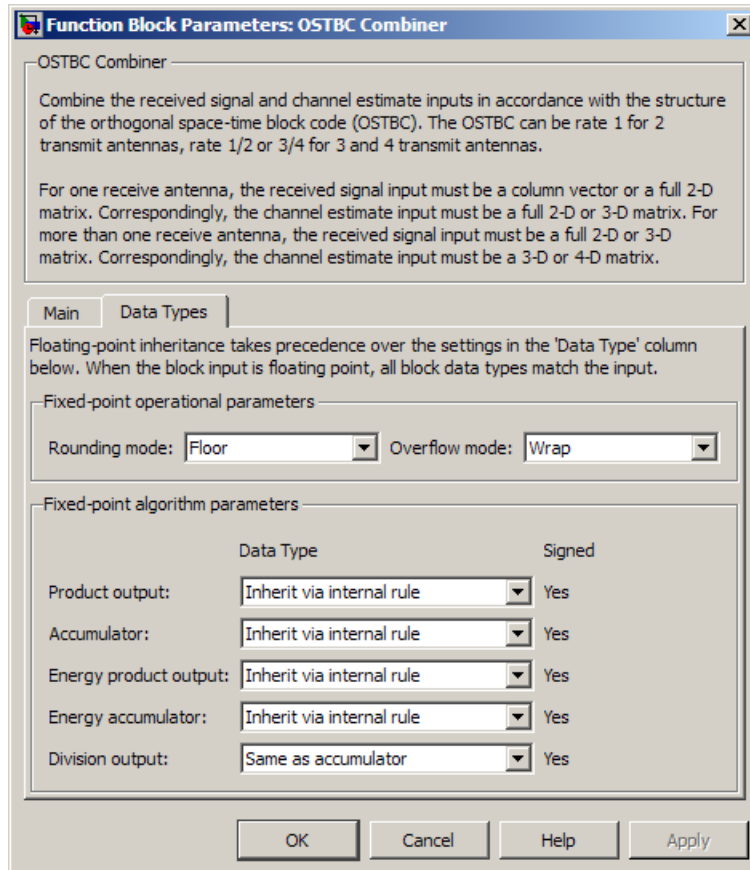 Function Block Parameters: OSTBC Combiner
OSTBC Combiner
Combine the received signal and channel estimate inputs in accordance with the structure
of the orthogonal space-time block code (OSTBC). The OSTBC can be rate 1 for 2
transmit antennas, rate 1/2 or 3/4 for 3 and 4 transmit antennas.
For one receive antenna, the received signal input must be a column vector or a full 2-D
matrix. Correspondingly, the channel estimate input must be a full 2-D or 3-D matrix. For
more than one receive antenna, the received signal input must be a full 2-D or 3-D
matrix. Correspondingly, the channel estimate input must be a 3-D or 4-D matrix.
Main Data Types
Floating-point inheritance takes precedence over the settings in the 'Data Type' column
below. When the block input is floating point, all block data types match the input.
Fixed-point operational parameters
Rounding mode: Floor Overflow mode: Wrap
Fixed-point algorithm parameters
Data Type Signed
Product output: Inherit via internal rule Yes
Accumulator: Inherit via internal rule Yes
Energy product output: Inherit via internal rule Yes
Energy accumulator: Inherit via internal rule Yes
Division output: Same as accumulator Yes
OK Cancel Help Apply